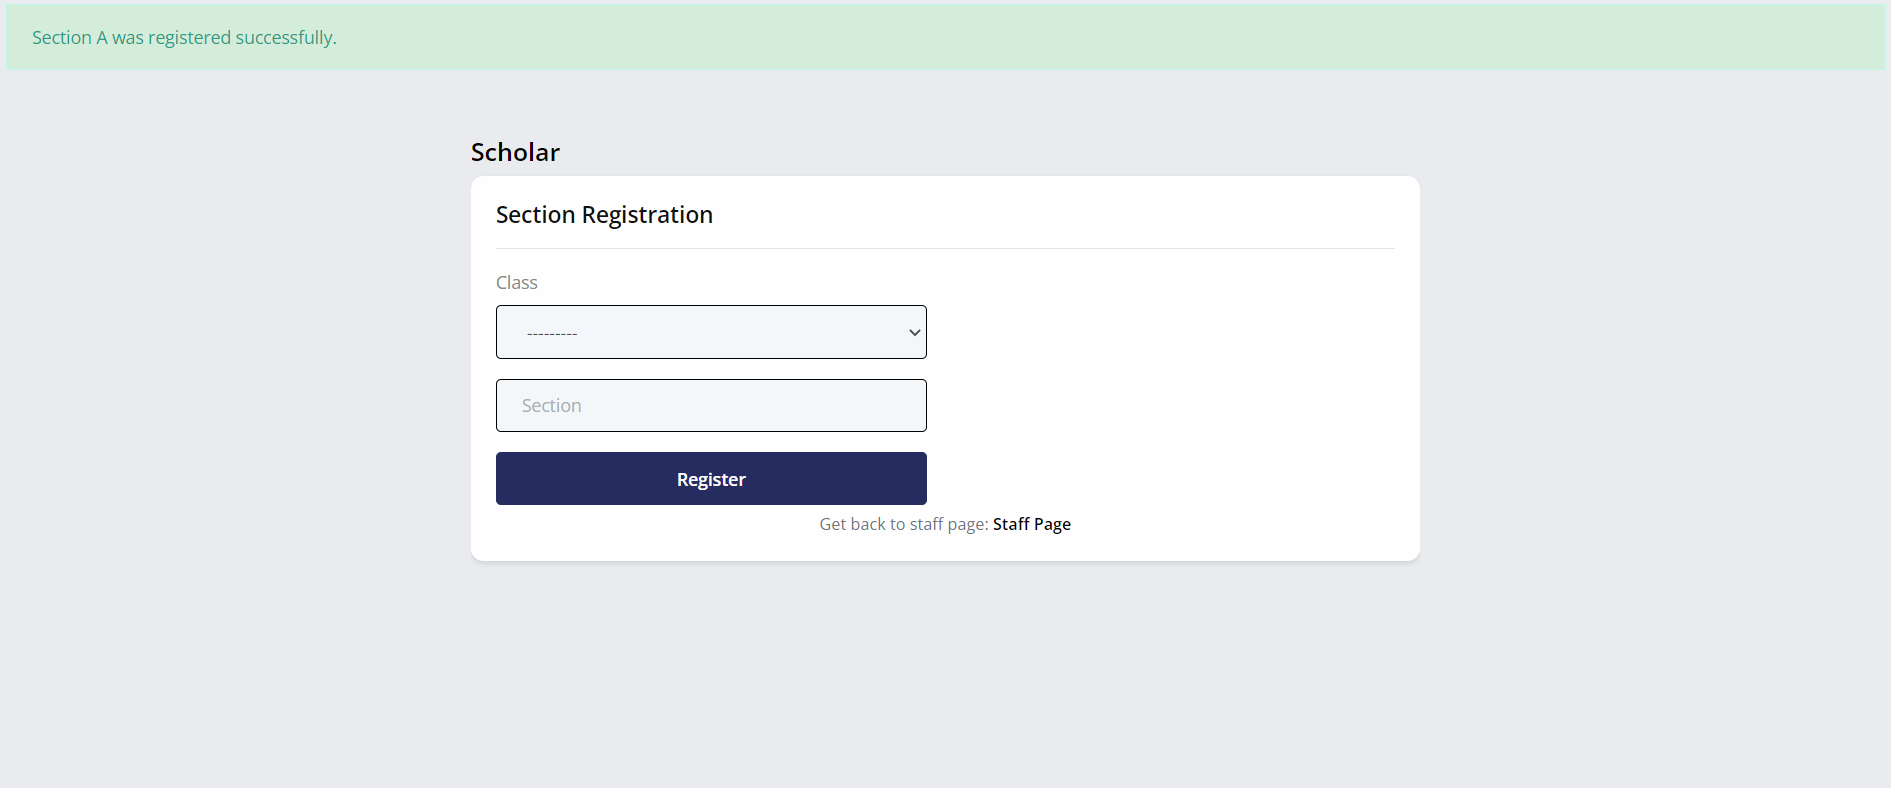 Section A was registered successfully.
Scholar
Section Registration
Class
---------
Section
Register
Get back to staff page: Staff Page